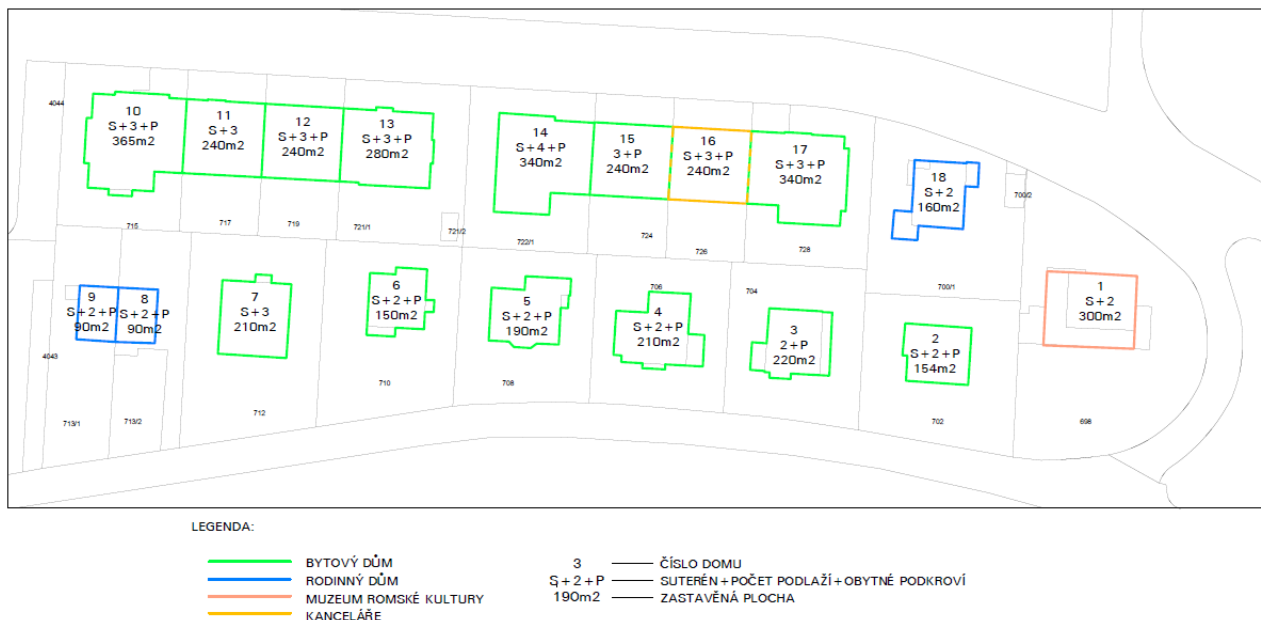 4044
10
S+3+P
365m2
11
S+3
240m2
12
S+3+P
240m2
13
S+3+P
280m2
14
S+4+P
340m2
15
3+P
240m2
16
S+3+P
240m2
17
S+3+P
340m2
18
S+2
160m2
700/2
715
717
719
721/1
721/2
722/1
724
726
728
9
S+2+P
90m2
8
S+2+P
90m2
7
S+3
210m2
6
S+2+P
150m2
5
S+2+P
190m2
706
4
S+2+P
210m2
704
3
2+P
220m2
700/1
2
S+2+P
154m2
1
S+2
300m2
4043
713/1
713/2
712
710
708
702
698
LEGENDA:
BYTOVÝ DŮM
RODINNÝ DŮM
MUZEUM ROMSKÉ KULTURY
KANCELÁŘE
3 ČÍSLO DOMU
S+2+P SUTERÉN+POČET PODLAŽÍ+OBYTNÉ PODKROVÍ
190m2 ZASTAVĚNÁ PLOCHA